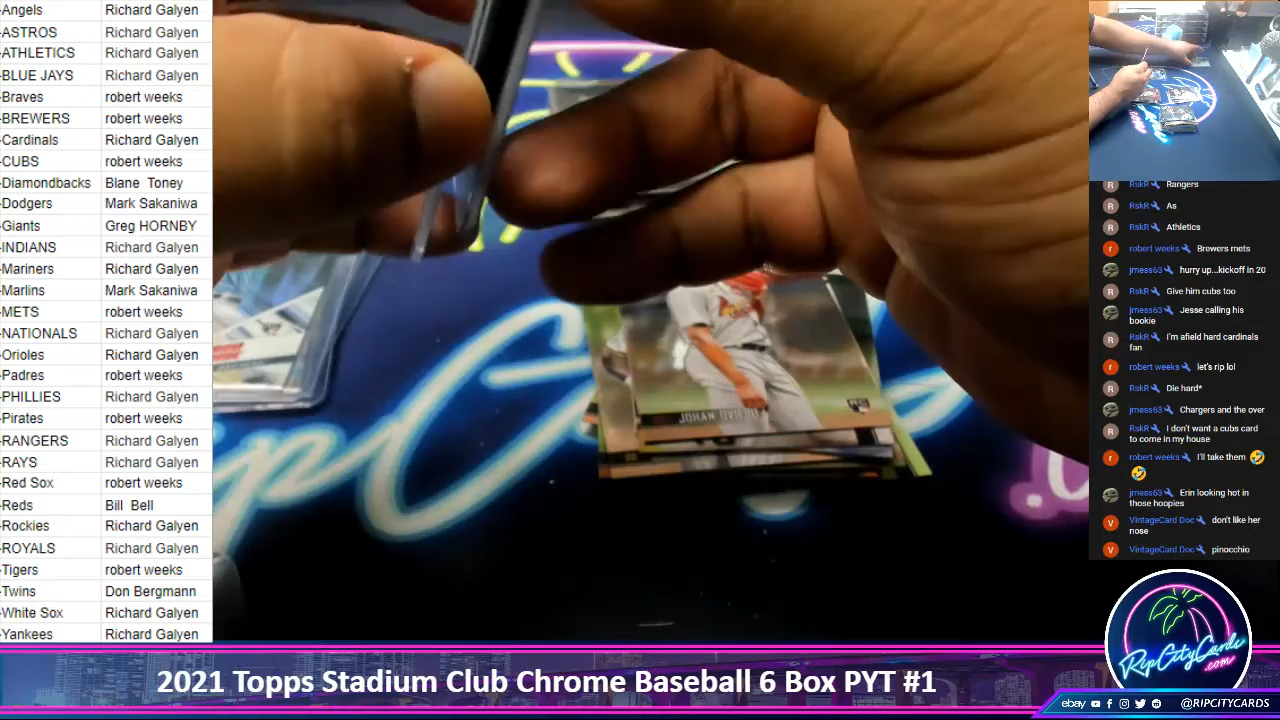 -Angels Richard Galyen
-ASTROS Richard Galyen
-ATHLETICS Richard Galyen
-BLUE JAYS Richard Galyen
-Braves robert weeks
-BREWERS robert weeks
-Cardinals Richard Galyen
-CUBS robert weeks
-Diamondbacks Blane Toney
-Dodgers Mark Sakaniwa
-Giants Greg HORNBY
-INDIANS Richard Galyen
-Mariners Richard Galyen
-Marlins Mark Sakaniwa
-METS robert weeks
-NATIONALS Richard Galyen
-Orioles Richard Galyen
-Padres robert weeks
-PHILLIES Richard Galyen
-Pirates robert weeks
-RANGERS Richard Galyen
-RAYS Richard Galyen
-Red Sox robert weeks
-Reds Bill Bell
-Rockies Richard Galyen
-ROYALS Richard Galyen
-Tigers robert weeks
-Twins Don Bergmann
-White Sox Richard Galyen
-Yankees Richard Galyen
JOHAN OVIEDO
RC
R RskR Rangers
R RskR As
R RskR Athletics
r robert weeks Brewers mets
jmess63 hurry up...kickoff in 20
R RskR Give him cubs too
jmess63 Jesse calling his
bookie
R RskR I'm afield hard cardinals
fan
r robert weeks let's rip lol
R RskR Die hard*
jmess63 Chargers and the over
R RskR I don't want a cubs card
to come in my house
r robert weeks I'll take them 🤣
🤣
jmess63 Erin looking hot in
those hoopies
V VintageCard Doc don't like her
nose
V VintageCard Doc pinocchio
RipCityCards
.com
2021 Topps Stadium Club Chrome Baseball 6 Box PYT #1
ebay @RIPCITYCARDS